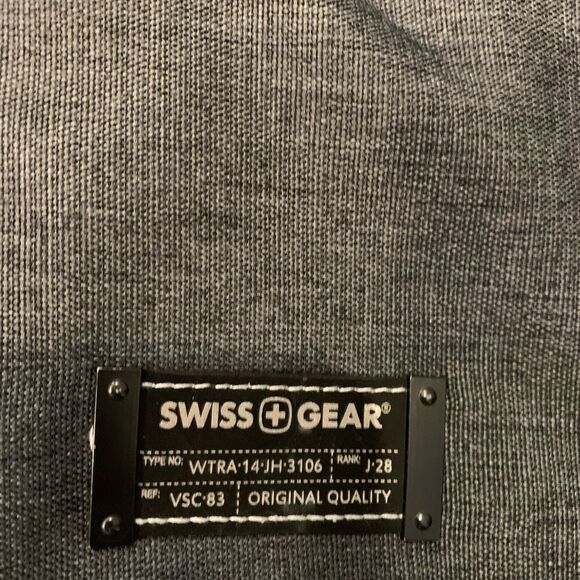 SWISS GEAR®
TYPE NO: WTRA·14·JH·3106 RANK: J·28
REF: VSC·83 ORIGINAL QUALITY